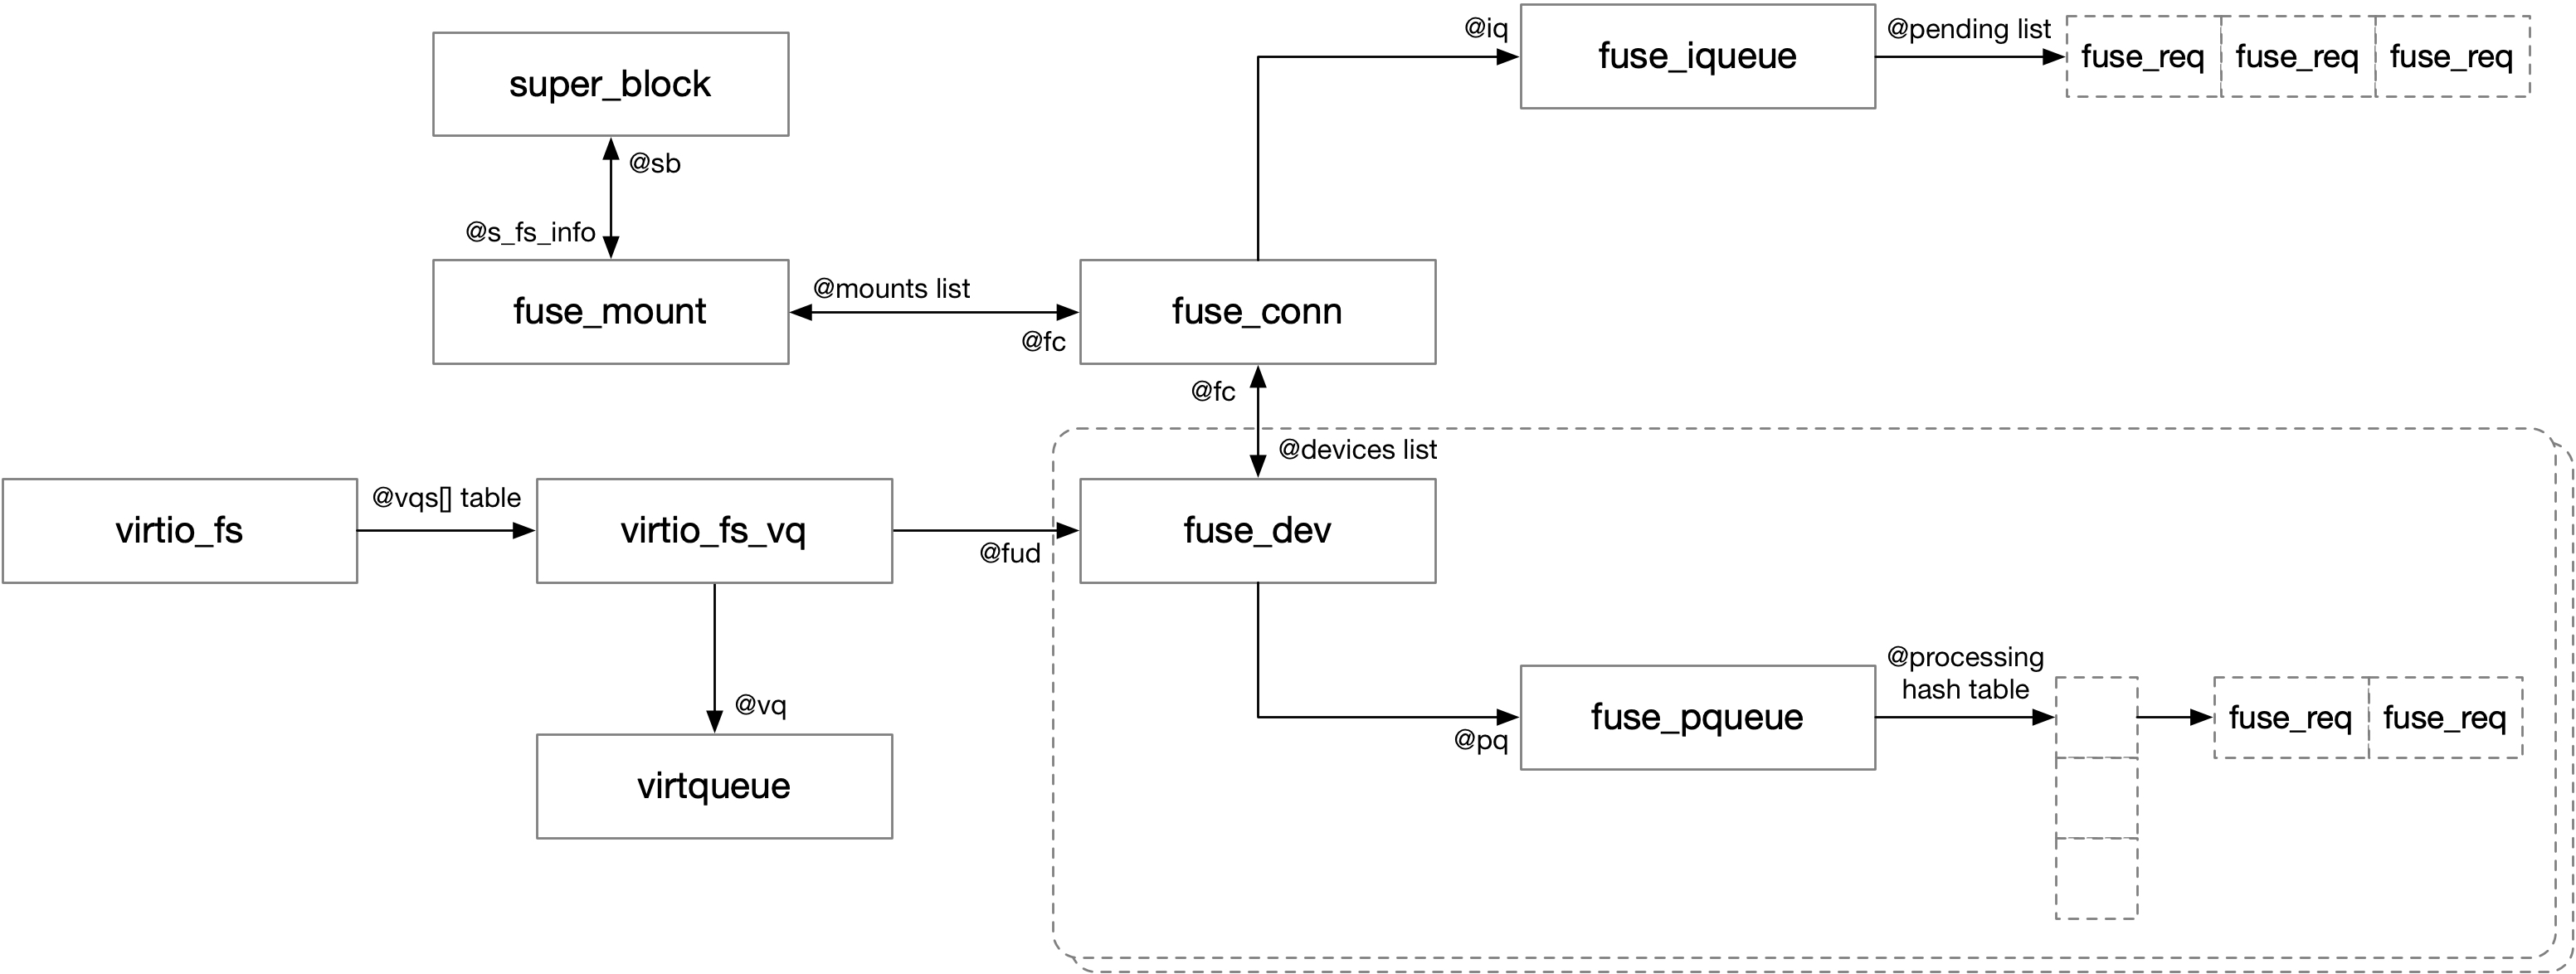 @iq
fuse_iqueue
@pending list
fuse_req
fuse_req
fuse_req
super_block
@sb
@s_fs_info
fuse_mount
@mounts list
@fc
fuse_conn
@fc
@devices list
virtio_fs
@vqs[] table
virtio_fs_vq
@fud
fuse_dev
@vq
virtqueue
@pq
fuse_pqueue
@processing
hash table
fuse_req
fuse_req